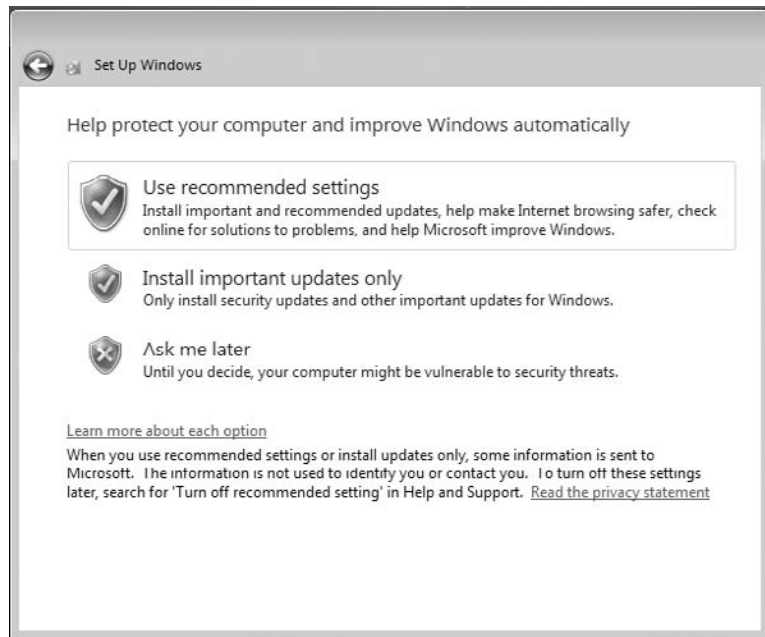 Set Up Windows
Help protect your computer and improve Windows automatically
Use recommended settings
Install important and recommended updates, help make Internet browsing safer, check
online for solutions to problems, and help Microsoft improve Windows.
Install important updates only
Only install security updates and other important updates for Windows.
Ask me later
Until you decide, your computer might be vulnerable to security threats.
Learn more about each option
When you use recommended settings or install updates only, some information is sent to
Microsoft. The information is not used to identify you or contact you. To turn off these settings
later, search for 'Turn off recommended setting' in Help and Support. Read the privacy statement